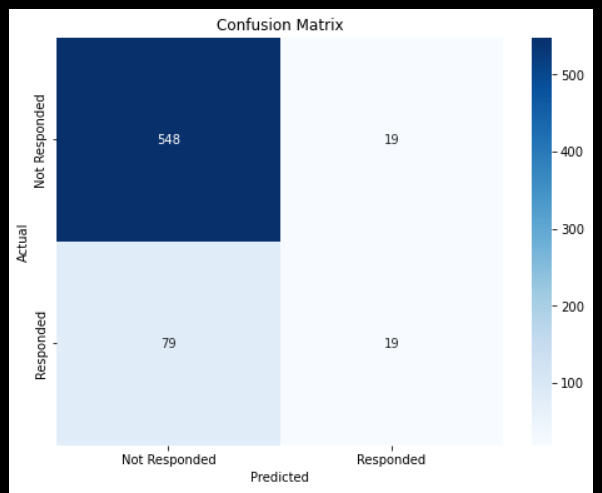 Confusion Matrix
Not Responded
Responded
Actual
548
19
79
19
Not Responded
Responded
Predicted
500
400
300
200
100